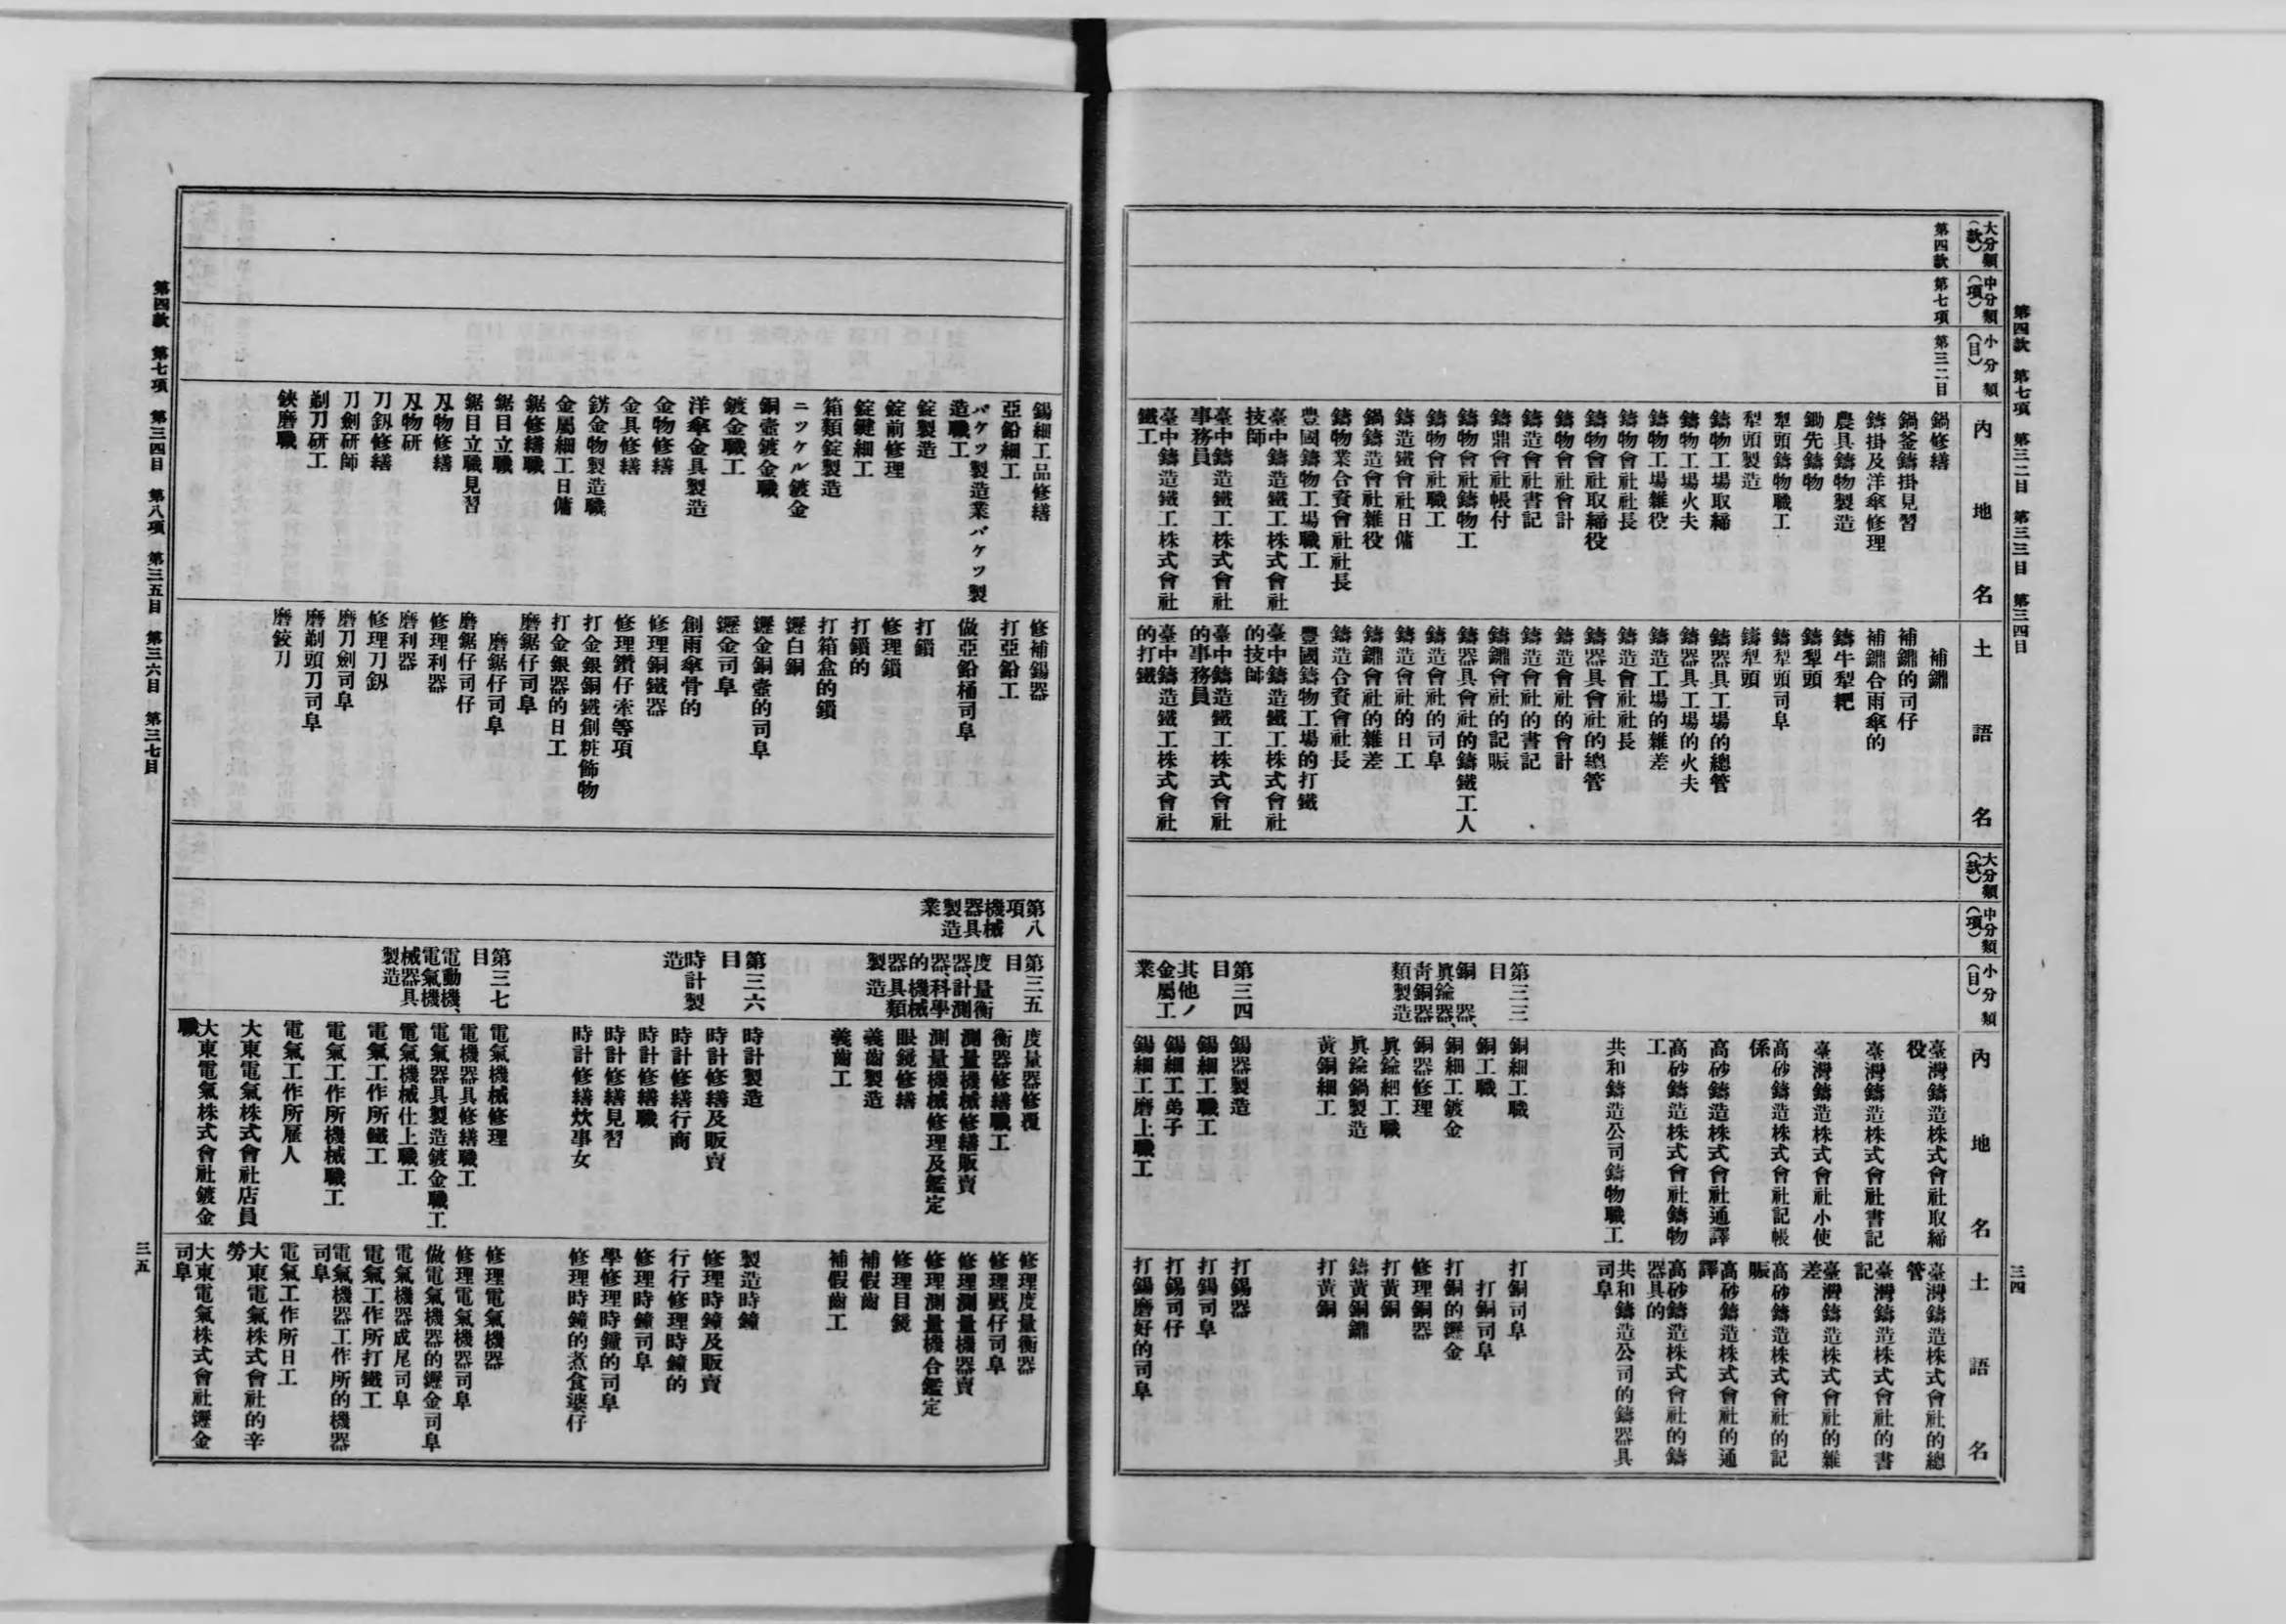 第四款 第七項 第三二目 第三三目 第三四目
三四
大分類(款)
中分類(項)
小分類(目)
內地名
土語名
大分類(款)
中分類(項)
小分類(目)
內地名
土語名
第四款
第七項
第三二目
鍋修繕
鍋釜鑄掛見習
鑄掛及洋傘修理
農具鑄物製造
鋤先鑄物
犁頭鑄物職工
犁頭製造
鑄物工場取締
鑄物工場火夫
鑄物工場雜役
鑄物會社社長
鑄物會社取締役
鑄物會社會計
鑄造會社書記
鑄鼎會社帳付
鑄物會社鑄物工
鑄物會社職工
鑄造鐵會社日傭
鍋鑄造會社雜役
鑄物業合資會社社長
豐國鑄物工場職工
臺中鑄造鐵工株式會社
技師
臺中鑄造鐵工株式會社
事務員
臺中鑄造鐵工株式會社
鐵工
補鼎
補鼎的司仔
補鼎合雨傘的
鑄牛犁耙
鑄犁頭
鑄犁頭司阜
鑄犁頭
鑄器具工場的總管
鑄器具工場的火夫
鑄造工場的雜差
鑄造會社社長
鑄器具會社的總管
鑄造會社的會計
鑄造會社的書記
鑄鼎會社的記賬
鑄器具會社的鑄鐵工人
鑄造會社的司阜
鑄造會社的日工
鑄鼎會社的雜差
鑄造合資會社長
豐國鑄物工場的打鐵
臺中鑄造鐵工株式會社
的技師
臺中鑄造鐵工株式會社
的事務員
臺中鑄造鐵工株式會社
的打鐵
第三三
目
銅器、
眞鍮器、
靑銅器
類製造
第三四
目
其他ノ
金屬工
業
臺灣鑄造株式會社取締
役
臺灣鑄造株式會社書記
臺灣鑄造株式會社小使
高砂鑄造株式會社記帳
係
高砂鑄造株式會社通譯
高砂鑄造株式會社鑄物
工
共和鑄造公司鑄物職工
銅細工職
銅工職
銅細工鍍金
銅器修理
眞鍮細工職
眞鍮鍋製造
黃銅細工
錫器製造
錫細工職工
錫細工弟子
錫細工磨上職工
臺灣鑄造株式會社的總
管
臺灣鑄造株式會社的書
記
臺灣鑄造株式會社的雜
差
高砂鑄造株式會社的記
賬
高砂鑄造株式會社的通
譯
高砂鑄造株式會社的鑄
器具的
共和鑄造公司的鑄器具
司阜
打銅司阜
打銅司阜
打銅的鍍金
修理銅器
打黃銅
鑄黃銅鼎
打黃銅
打錫器
打錫司阜
打錫司仔
打錫磨好的司阜
錫細工品修繕
亞鉛細工
バケツ製造業バケツ製
造職工
錠製造
錠前修理
錠鍵細工
箱類錠製造
ニツケル鍍金
銅壺鍍金職
鍍金職工
洋傘金具製造
金物修繕
金具修繕
錺金物製造職
金屬細工日傭
鋸修繕職
鋸目立職
鋸目立職見習
刄物修繕
刄物研
刀釼修繕
刀劍研師
剃刀研工
鋏磨職
修補錫器
打亞鉛工
做亞鉛桶司阜
打鎖
修理鎖
打鎖的
打箱盒的鎖
鍍白銅
鍍金銅壺的司阜
鍍金司阜
創雨傘骨的
修理銅鐵器
修理鑽仔牽等項
打金銀銅鐵創粧飾物
打金銀器的日工
磨鋸仔司阜
磨鋸仔司阜
磨鋸仔司仔
修理利器
磨利器
修理刀釼
磨刀劍司阜
磨剃頭刀司阜
磨鉸刀
第八
項
機械
器具
製造
業
第三五
目
度量衡
器、計測
器、科學
的機械
器具類
製造
第三六
目
時計製
造
第三七
目
電動機、
電氣機
械器具
製造
度量器修覆
衡器修繕職工
測量機械修繕販賣
測量機械修理及鑑定
眼鏡修繕
義齒製造
義齒工
時計製造
時計修繕及販賣
時計修繕行商
時計修繕職
時計修繕見習
時計修繕炊事女
電氣機械修理
電機器具修繕職工
電氣器具製造鍍金職工
電氣機械仕上職工
電氣工作所鐵工
電氣工作所機械職工
電氣工作所雇人
大東電氣株式會社店員
大東電氣株式會社鍍金
職
修理度量衡器
修理戥仔司阜
修理測量機器賣
修理測量機合鑑定
修理目鏡
補假齒
補假齒工
製造時鐘
修理時鐘及販賣
行行修理時鐘的
修理時鐘司阜
學修理時鐘的司阜
修理時鐘的煮食婆仔
修理電氣機器
修理電氣機器司阜
做電氣機器的鍍金司阜
電氣機器成尾司阜
電氣工作所打鐵工
電氣機器工作所的機器
司阜
電氣工作所日工
大東電氣株式會社的辛
勞
大東電氣株式會社鍍金
司阜
第四款 第七項 第三四目 第八項 第三五目 第三六目 第三七目
三五